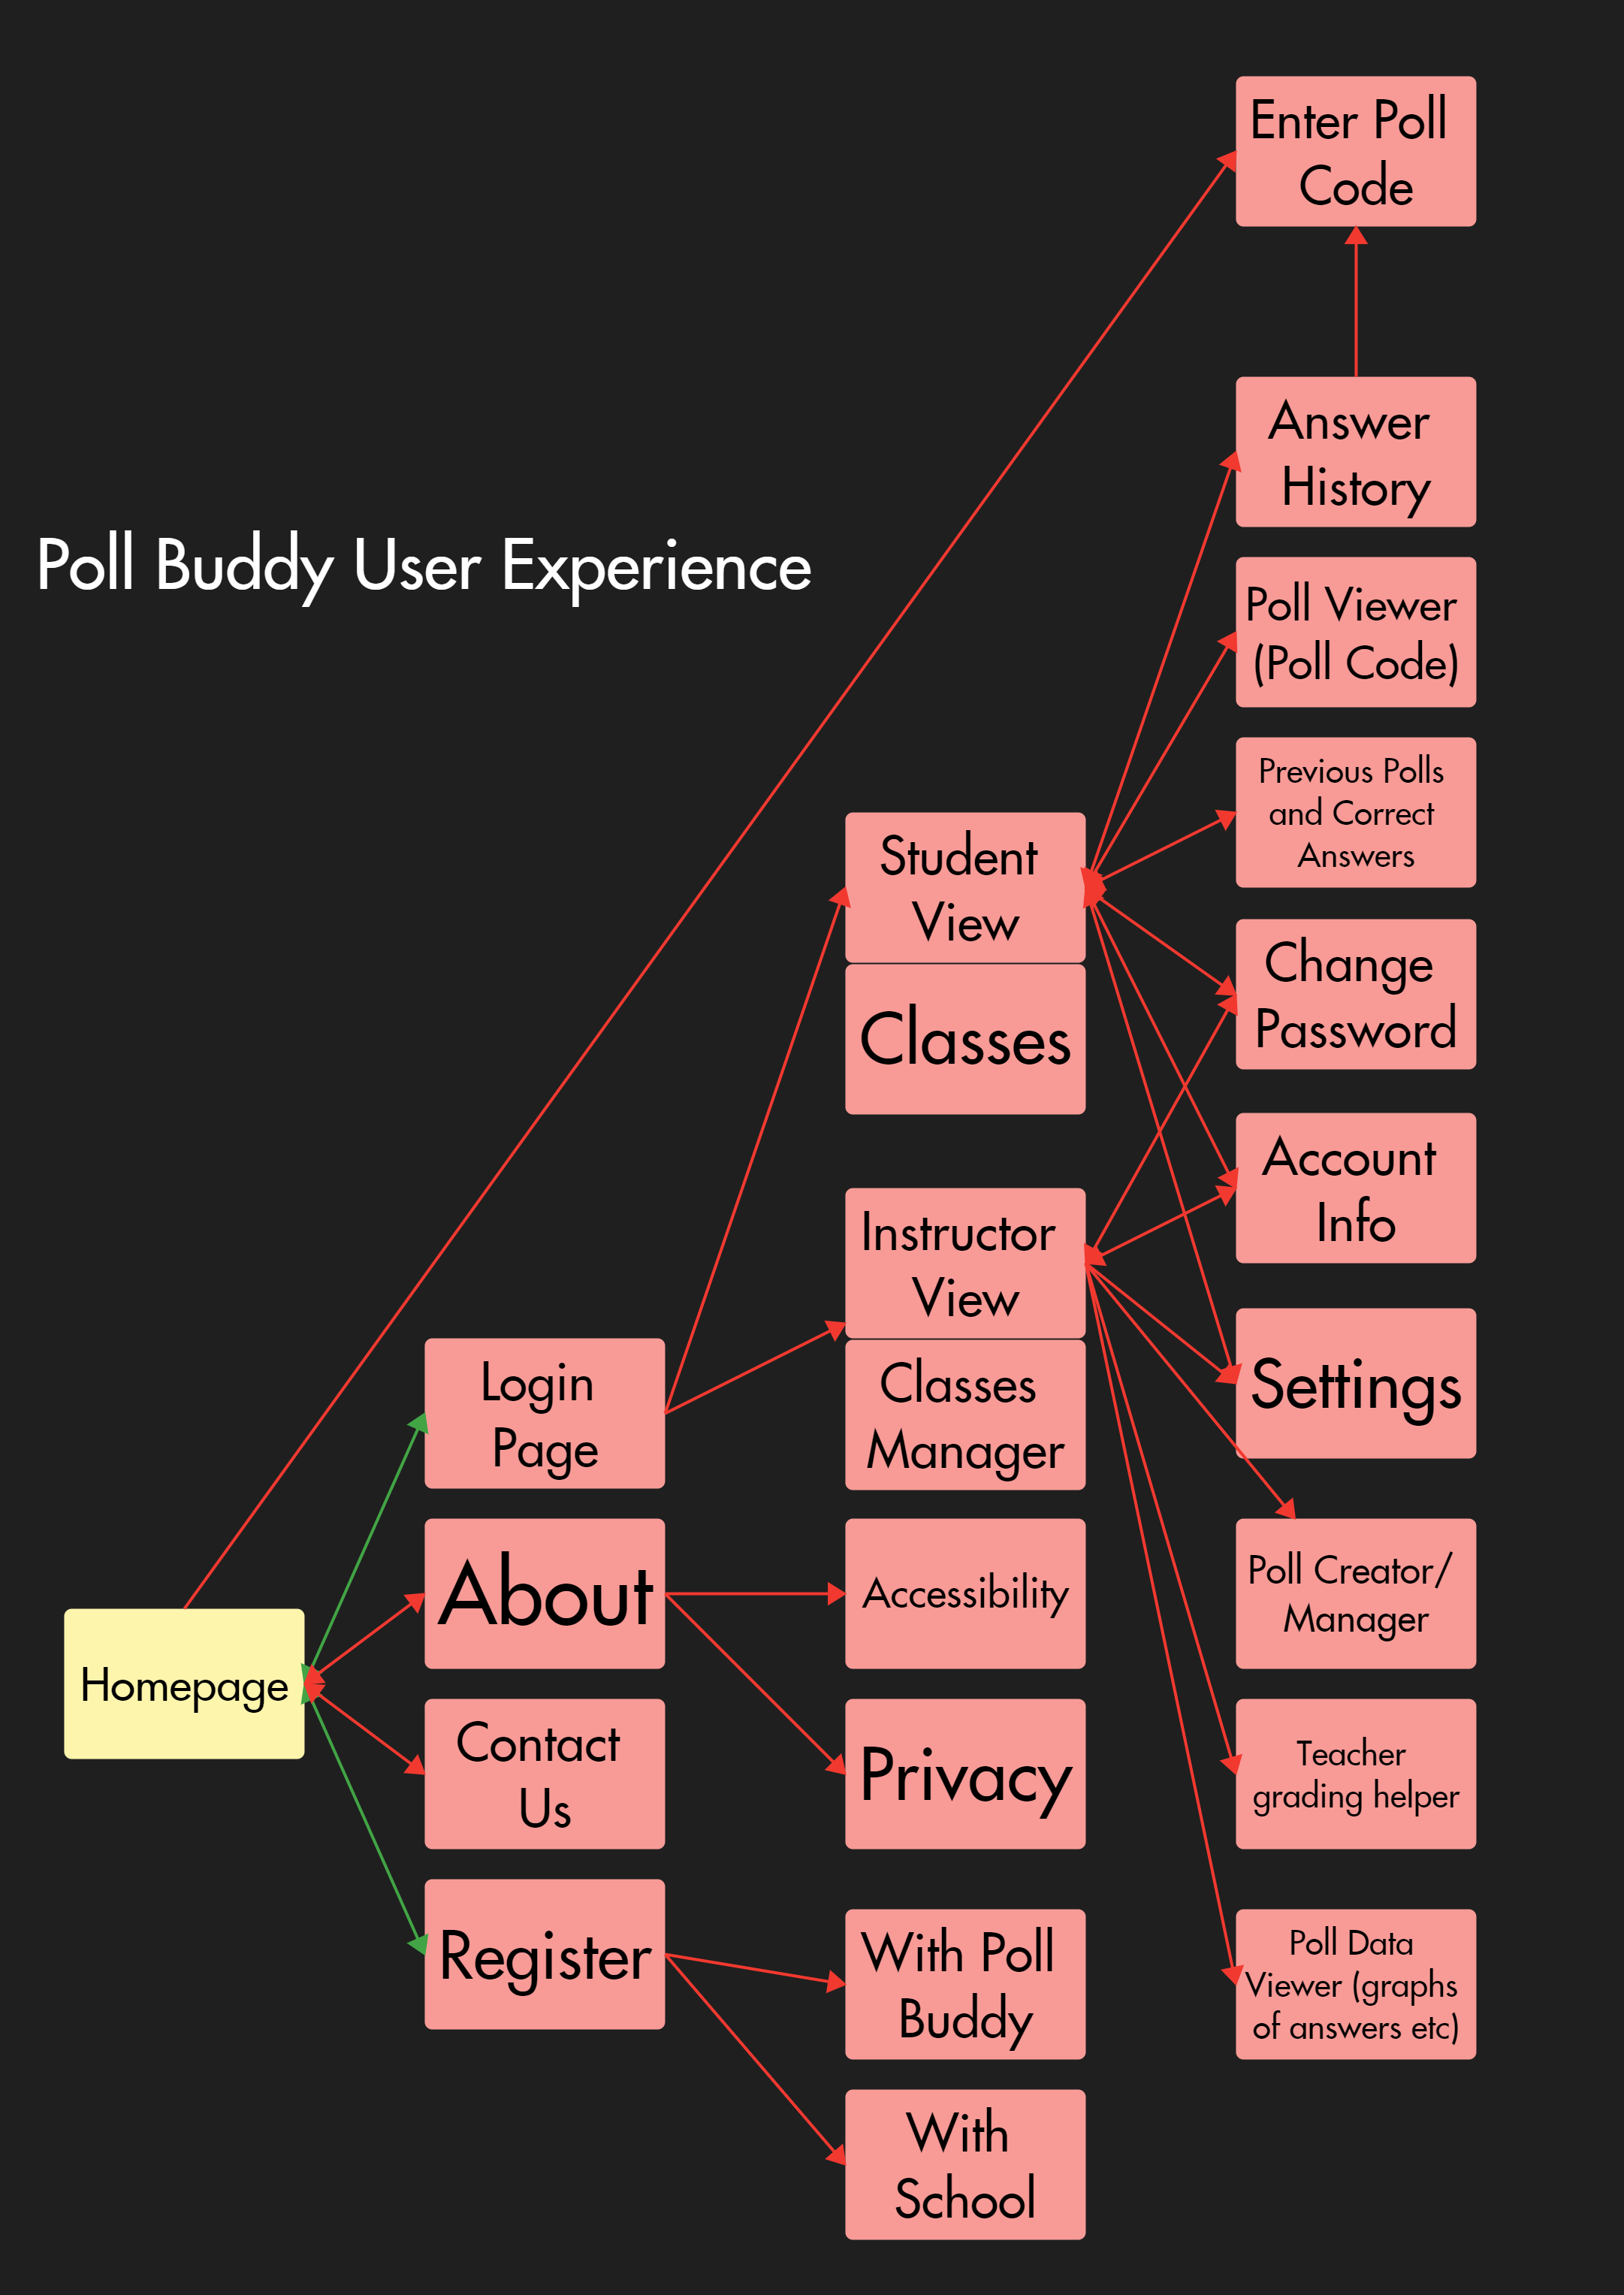 Enter Poll
Code
Answer
History
Poll Buddy User Experience
Poll Viewer
(Poll Code)
Previous Polls
and Correct
Answers
Student
View
Classes
Change
Password
Account
Info
Instructor
View
Classes
Manager
Settings
Login
Page
About
Accessibility
Poll Creator/
Manager
Homepage
Contact
Us
Privacy
Teacher
grading helper
Register
With Poll
Buddy
Poll Data
Viewer (graphs
of answers etc)
With
School